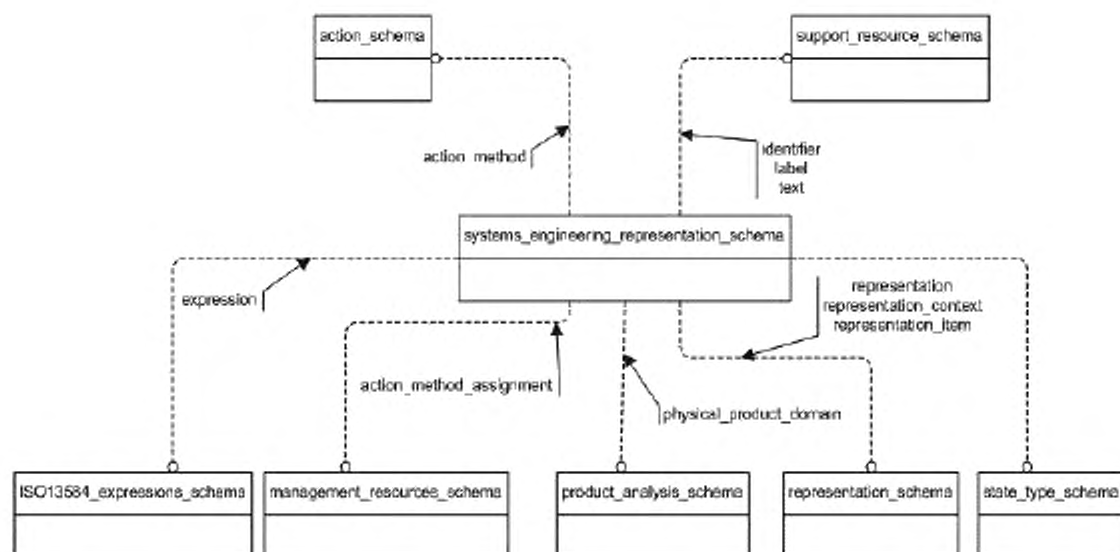 action_schema
support_resource_schema
action_method
identifier
label
text
systems_engineering_representation_schema
expression
representation
representation_context
representation_item
action_method_assignment
physical_product_domain
ISO13584_expressions_schema
management_resources_schema
product_analysis_schema
representation_schema
state_type_schema